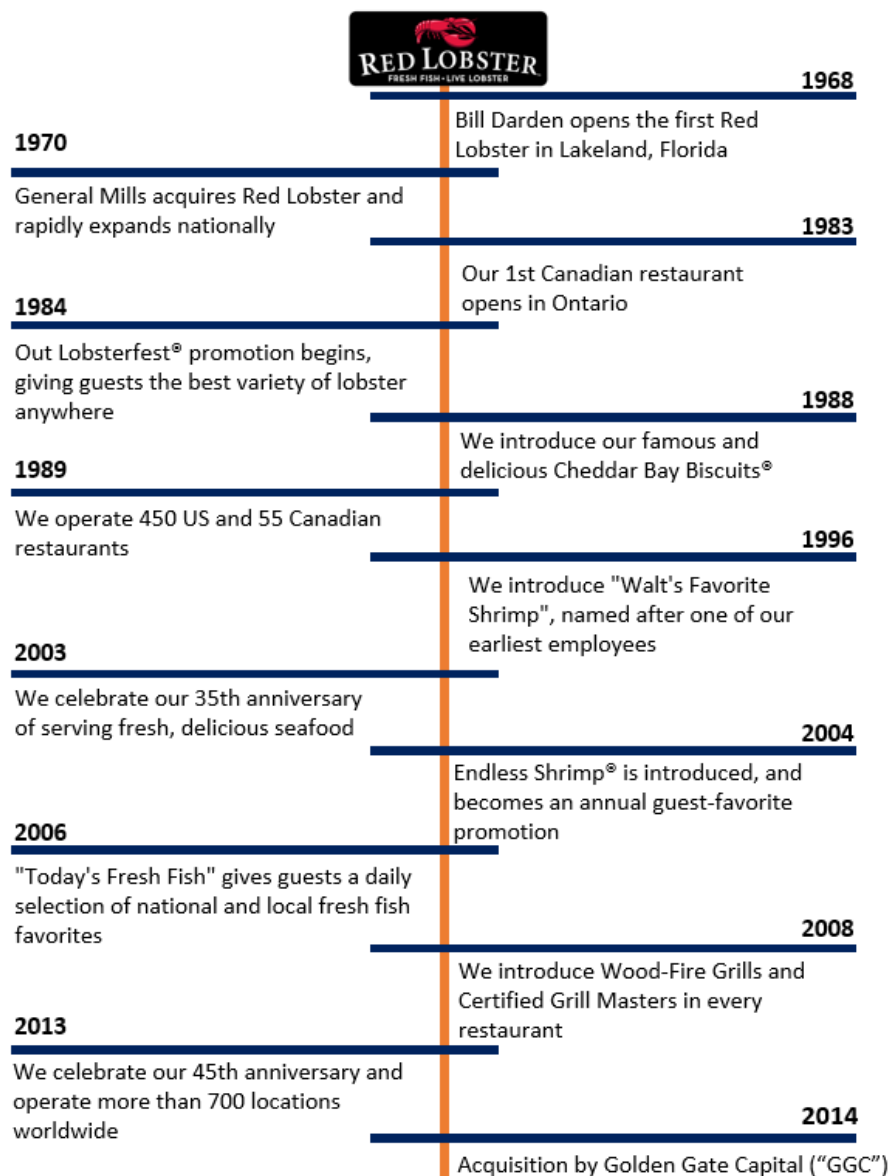 RED LOBSTER
FRESH FISH • LIVE LOBSTER
1968
Bill Darden opens the first Red
Lobster in Lakeland, Florida
1970
General Mills acquires Red Lobster and
rapidly expands nationally
1983
Our 1st Canadian restaurant
opens in Ontario
1984
Out Lobsterfest® promotion begins,
giving guests the best variety of lobster
anywhere
1988
We introduce our famous and
delicious Cheddar Bay Biscuits®
1989
We operate 450 US and 55 Canadian
restaurants
1996
We introduce "Walt's Favorite
Shrimp", named after one of our
earliest employees
2003
We celebrate our 35th anniversary
of serving fresh, delicious seafood
2004
Endless Shrimp® is introduced, and
becomes an annual guest-favorite
promotion
2006
"Today's Fresh Fish" gives guests a daily
selection of national and local fresh fish
favorites
2008
We introduce Wood-Fire Grills and
Certified Grill Masters in every
restaurant
2013
We celebrate our 45th anniversary and
operate more than 700 locations
worldwide
2014
Acquisition by Golden Gate Capital (“GGC”)